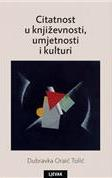 Citatnost
u književnosti,
umjetnosti
i kulturi
Dubravka Oraić Tolić
LJEVAK